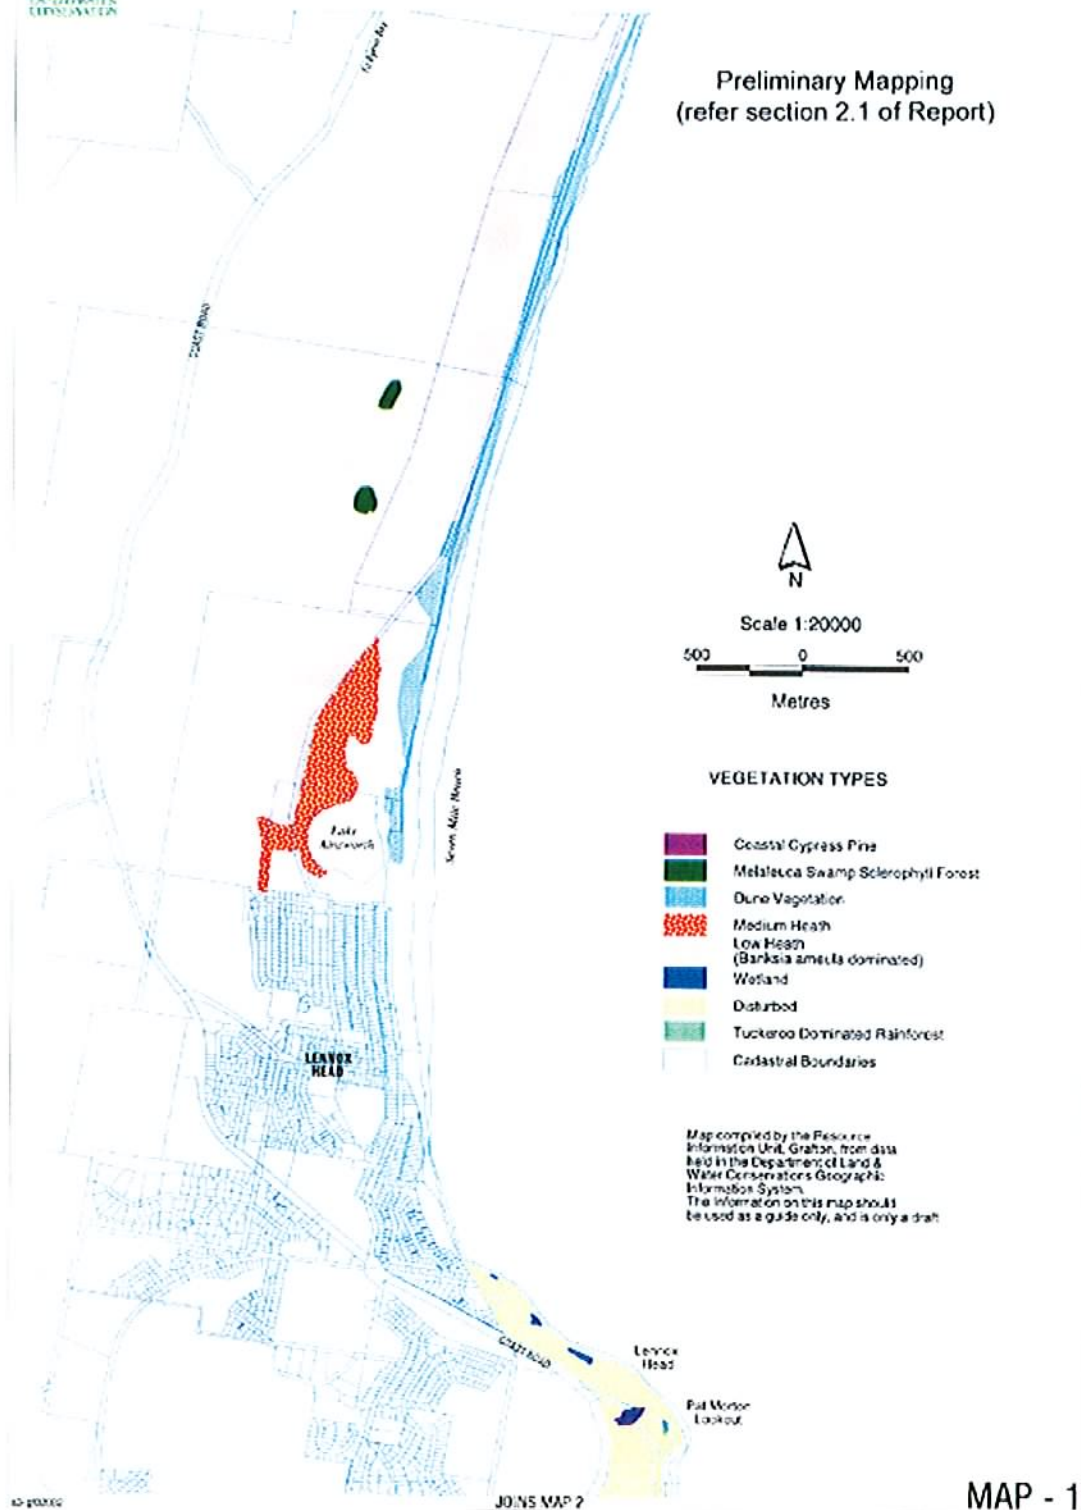 CONSERVATION
To Byron Bay
Preliminary Mapping
(refer section 2.1 of Report)
COAST ROAD
N
Scale 1:20000
500 0 500
Metres
Seven Mile Beach
Lake
Ainsworth
VEGETATION TYPES
Coastal Cypress Pine
Melaleuca Swamp Sclerophyll Forest
Dune Vegetation
Medium Heath
Low Heath
(Banksia aemula dominated)
Wetland
Disturbed
Tuckeroo Dominated Rainforest
Cadastral Boundaries
LENNOX
HEAD
Map compiled by the Resource
Information Unit, Grafton, from data
held in the Department of Land &
Water Conservations Geographic
Information System.
The information on this map should
be used as a guide only, and is only a draft
COAST ROAD
Lennox
Head
Pat Morton
Lookout
JOINS MAP 2
MAP - 1